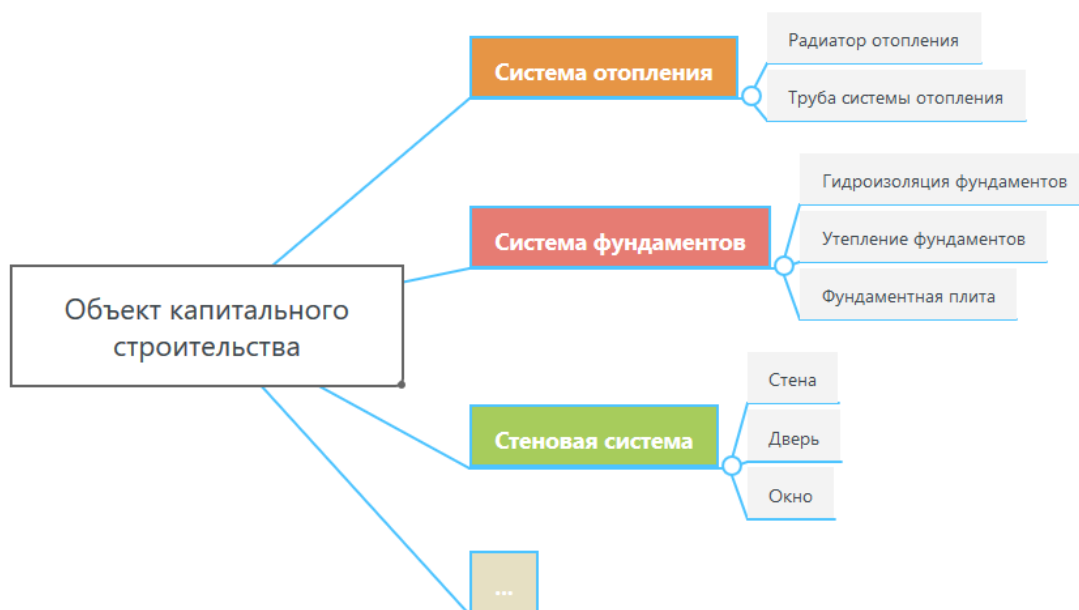 Радиатор отопления
Система отопления
Труба системы отопления
Гидроизоляция фундаментов
Система фундаментов
Утепление фундаментов
Фундаментная плита
Объект капитального
строительства
Стена
Стеновая система
Дверь
Окно
...